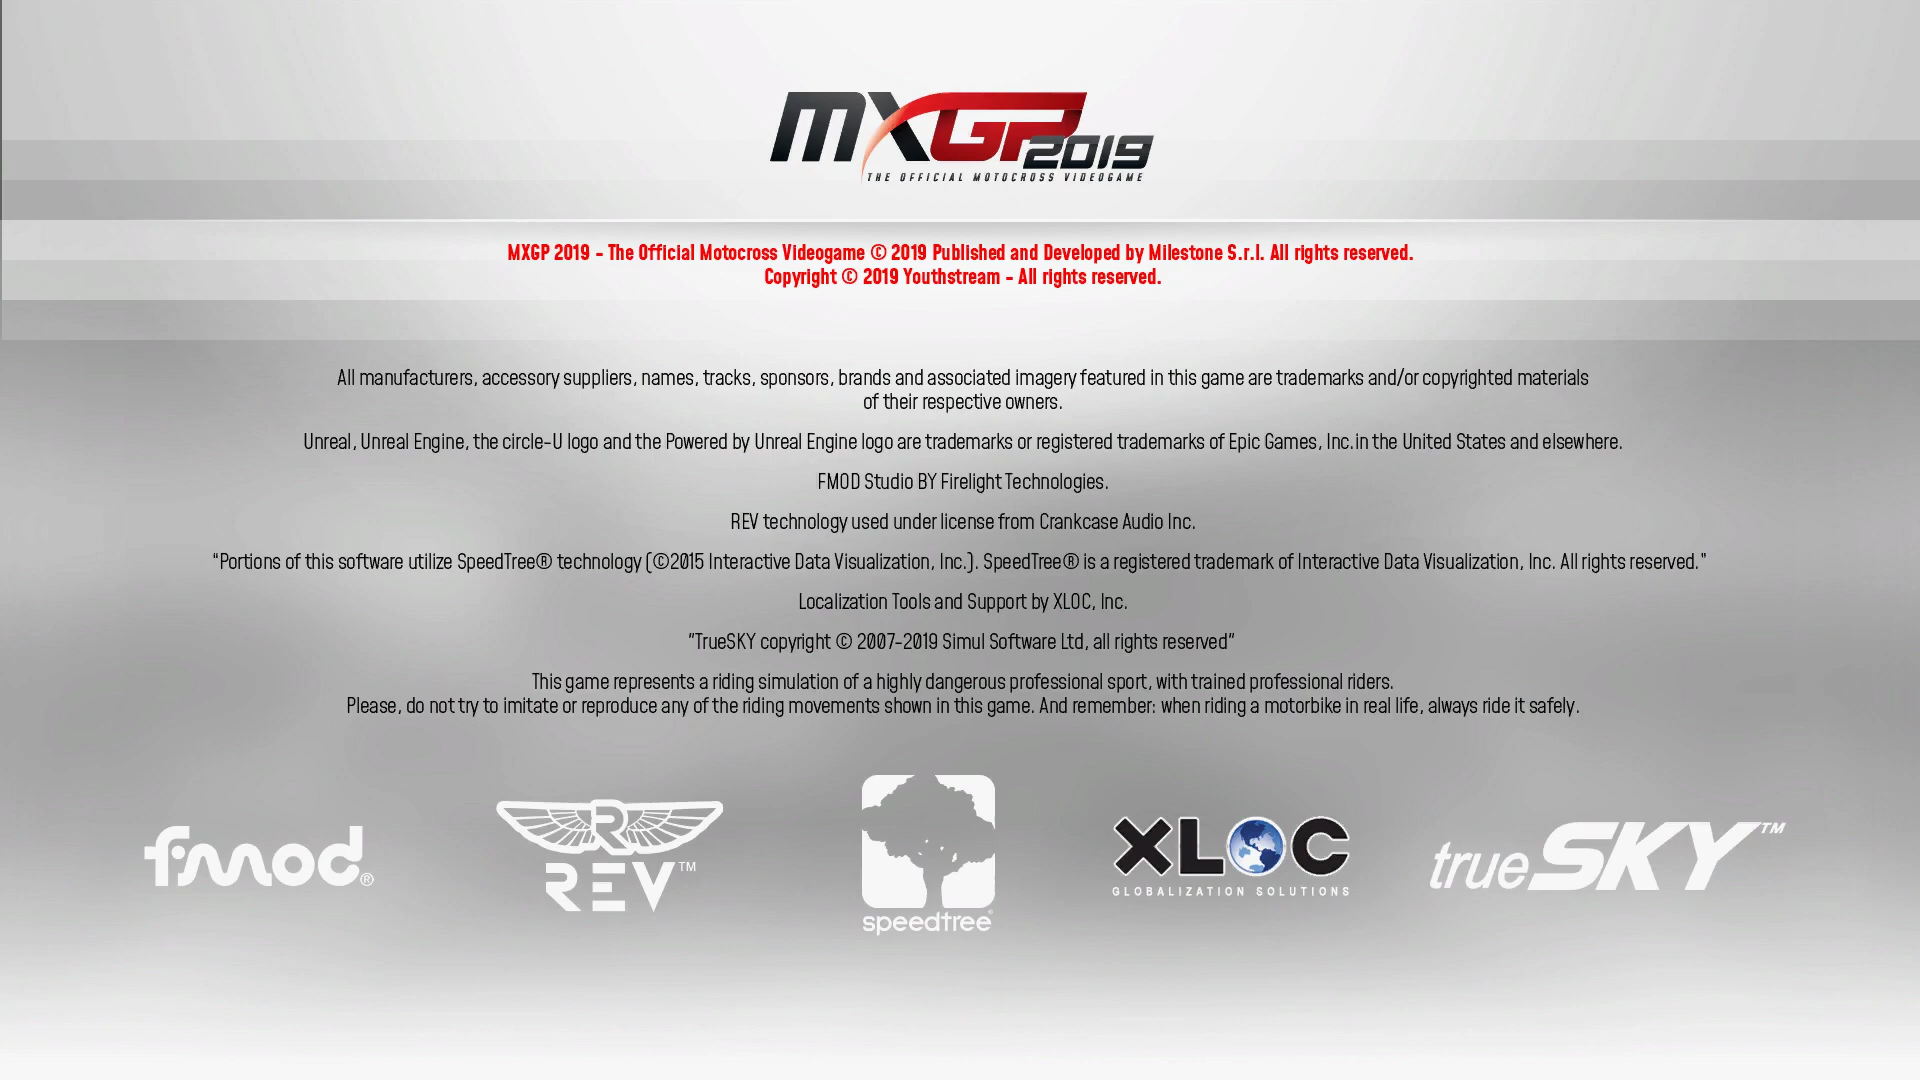 MXGP 2019
THE OFFICIAL MOTOCROSS VIDEOGAME
MXGP 2019 - The Official Motocross Videogame © 2019 Published and Developed by Milestone S.r.l. All rights reserved.
Copyright © 2019 Youthstream - All rights reserved.
All manufacturers, accessory suppliers, names, tracks, sponsors, brands and associated imagery featured in this game are trademarks and/or copyrighted materials
of their respective owners.
Unreal, Unreal Engine, the circle-U logo and the Powered by Unreal Engine logo are trademarks or registered trademarks of Epic Games, Inc.in the United States and elsewhere.
FMOD Studio BY Firelight Technologies.
REV technology used under license from Crankcase Audio Inc.
“Portions of this software utilize SpeedTree® technology (©2015 Interactive Data Visualization, Inc.). SpeedTree® is a registered trademark of Interactive Data Visualization, Inc. All rights reserved."
Localization Tools and Support by XLOC, Inc.
"TrueSKY copyright © 2007-2019 Simul Software Ltd, all rights reserved"
This game represents a riding simulation of a highly dangerous professional sport, with trained professional riders.
Please, do not try to imitate or reproduce any of the riding movements shown in this game. And remember: when riding a motorbike in real life, always ride it safely.
fmod®
R
REV™
speedtree®
XLOC
GLOBALIZATION SOLUTIONS
trueSKY™